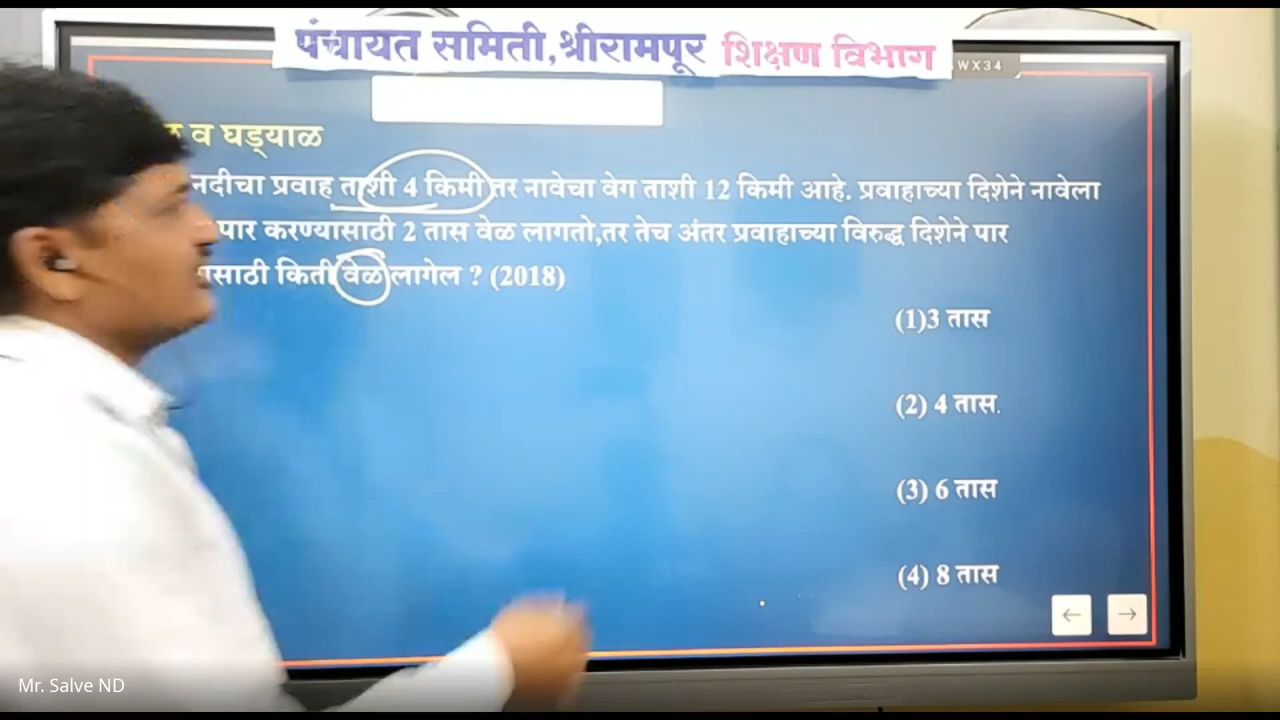 पंचायत समिती,श्रीरामपूर शिक्षण विभाग
WX34
व घड्याळ
नदीचा प्रवाह ताशी 4 किमी तर नावेचा वेग ताशी 12 किमी आहे. प्रवाहाच्या दिशेने नावेला
पार करण्यासाठी 2 तास वेळ लागतो,तर तेच अंतर प्रवाहाच्या विरुद्ध दिशेने पार
किती वेळ लागेल ? (2018)
(1)3 तास
(2) 4 तास.
(3) 6 तास
(4) 8 तास
← →
Mr. Salve ND